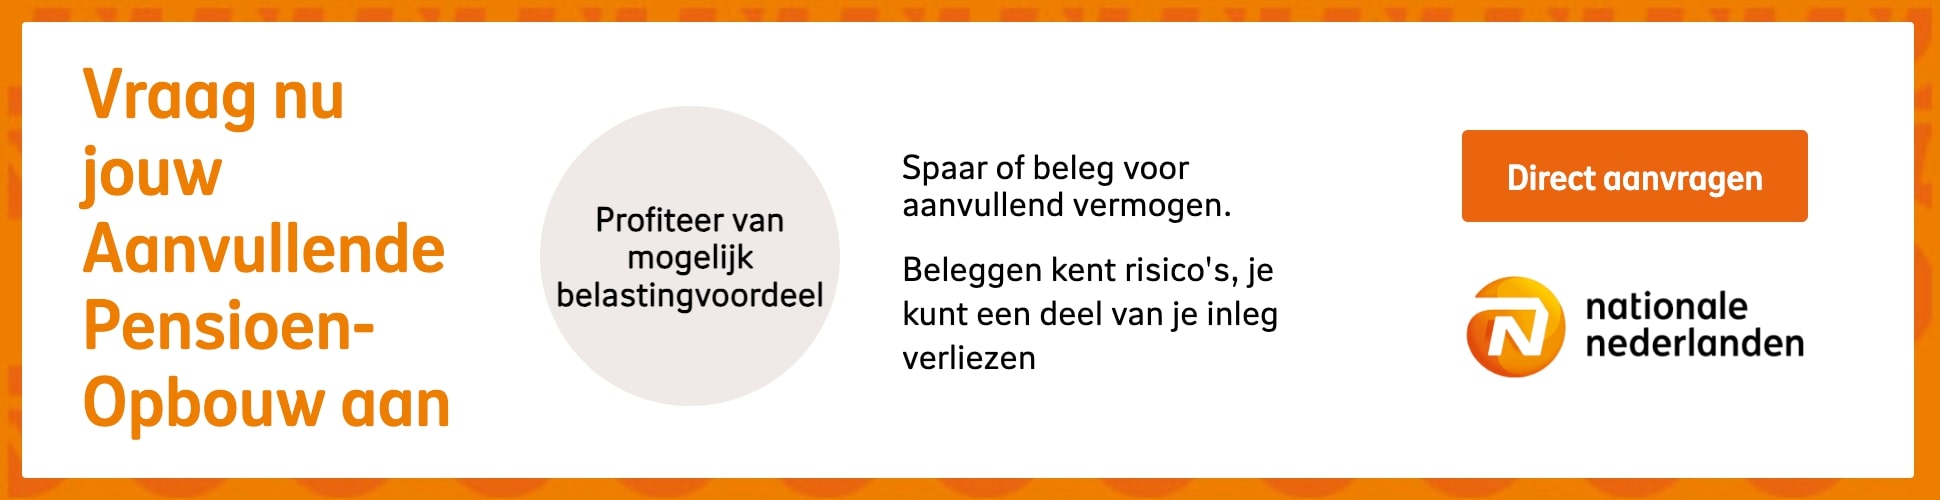 Vraag nu
jouw
Aanvullende
Pensioen-
Opbouw aan
Profiteer van
mogelijk
belastingvoordeel
Spaar of beleg voor
aanvullend vermogen.
Beleggen kent risico's, je
kunt een deel van je inleg
verliezen
Direct aanvragen
nationale
nederlanden